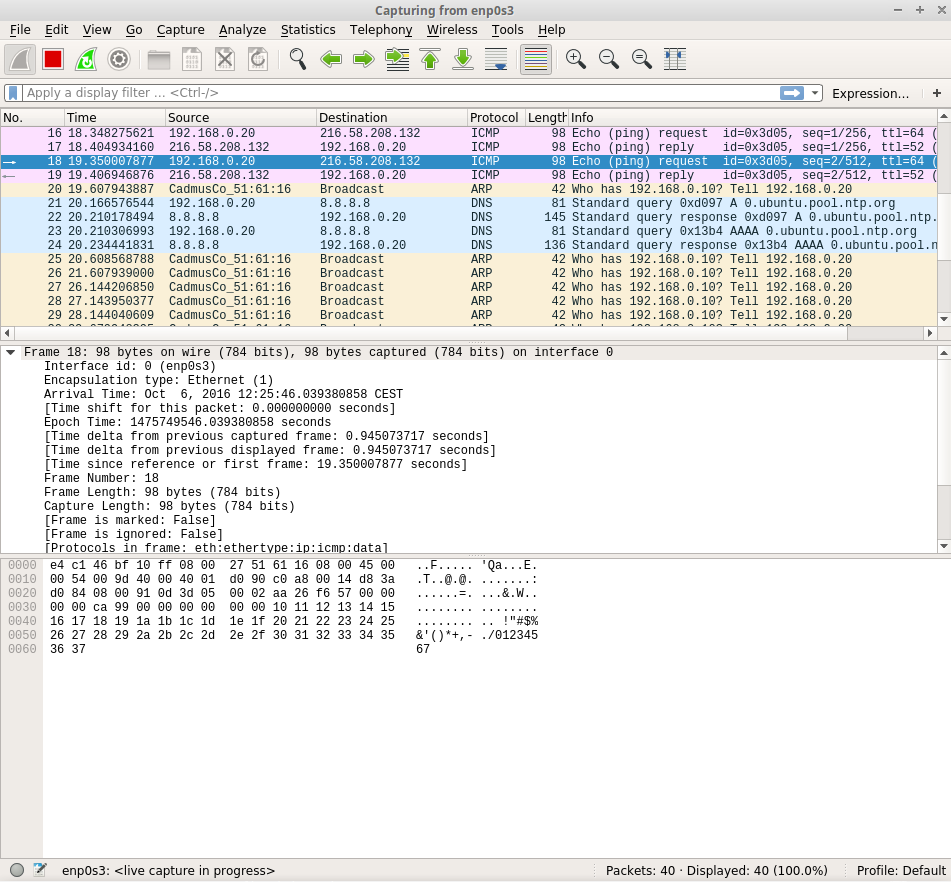 Capturing from enp0s3
File Edit View Go Capture Analyze Statistics Telephony Wireless Tools Help
Apply a display filter ... <Ctrl-/> Expression... +
No. Time Source Destination Protocol Length Info
16 18.348275621 192.168.0.20 216.58.208.132 ICMP 98 Echo (ping) request id=0x3d05, seq=1/256, ttl=64 (
17 18.404934160 216.58.208.132 192.168.0.20 ICMP 98 Echo (ping) reply id=0x3d05, seq=1/256, ttl=52 (
18 19.350007877 192.168.0.20 216.58.208.132 ICMP 98 Echo (ping) request id=0x3d05, seq=2/512, ttl=64 (
19 19.406946876 216.58.208.132 192.168.0.20 ICMP 98 Echo (ping) reply id=0x3d05, seq=2/512, ttl=52 (
20 19.607943887 CadmusCo_51:61:16 Broadcast ARP 42 Who has 192.168.0.10? Tell 192.168.0.20
21 20.166576544 192.168.0.20 8.8.8.8 DNS 81 Standard query 0xd097 A 0.ubuntu.pool.ntp.org
22 20.210178494 8.8.8.8 192.168.0.20 DNS 145 Standard query response 0xd097 A 0.ubuntu.pool.ntp.
23 20.210306993 192.168.0.20 8.8.8.8 DNS 81 Standard query 0x13b4 AAAA 0.ubuntu.pool.ntp.org
24 20.234441831 8.8.8.8 192.168.0.20 DNS 136 Standard query response 0x13b4 AAAA 0.ubuntu.pool.n
25 20.608568788 CadmusCo_51:61:16 Broadcast ARP 42 Who has 192.168.0.10? Tell 192.168.0.20
26 21.607939000 CadmusCo_51:61:16 Broadcast ARP 42 Who has 192.168.0.10? Tell 192.168.0.20
27 26.144206850 CadmusCo_51:61:16 Broadcast ARP 42 Who has 192.168.0.10? Tell 192.168.0.20
28 27.143950377 CadmusCo_51:61:16 Broadcast ARP 42 Who has 192.168.0.10? Tell 192.168.0.20
29 28.144040609 CadmusCo_51:61:16 Broadcast ARP 42 Who has 192.168.0.10? Tell 192.168.0.20
Frame 18: 98 bytes on wire (784 bits), 98 bytes captured (784 bits) on interface 0
Interface id: 0 (enp0s3)
Encapsulation type: Ethernet (1)
Arrival Time: Oct  6, 2016 12:25:46.039380858 CEST
[Time shift for this packet: 0.000000000 seconds]
Epoch Time: 1475749546.039380858 seconds
[Time delta from previous captured frame: 0.945073717 seconds]
[Time delta from previous displayed frame: 0.945073717 seconds]
[Time since reference or first frame: 19.350007877 seconds]
Frame Number: 18
Frame Length: 98 bytes (784 bits)
Capture Length: 98 bytes (784 bits)
[Frame is marked: False]
[Frame is ignored: False]
[Protocols in frame: eth:ethertype:ip:icmp:data]
0000 e4 c1 46 bf 10 ff 08 00 27 51 61 16 08 00 45 00 ..F..... 'Qa...E.
0010 00 54 00 9d 40 00 40 01 d0 90 c0 a8 00 14 d8 3a .T..@.@. .......:
0020 d0 84 08 00 91 0d 3d 05 00 02 aa 26 f6 57 00 00 ......=. ...&.W..
0030 00 00 ca 99 00 00 00 00 00 00 10 11 12 13 14 15 ........ ........
0040 16 17 18 19 1a 1b 1c 1d 1e 1f 20 21 22 23 24 25 ........ .. !"#$%
0050 26 27 28 29 2a 2b 2c 2d 2e 2f 30 31 32 33 34 35 &'()*+,- ./012345
0060 36 37 67
enp0s3: <live capture in progress> Packets: 40 · Displayed: 40 (100.0%) Profile: Default